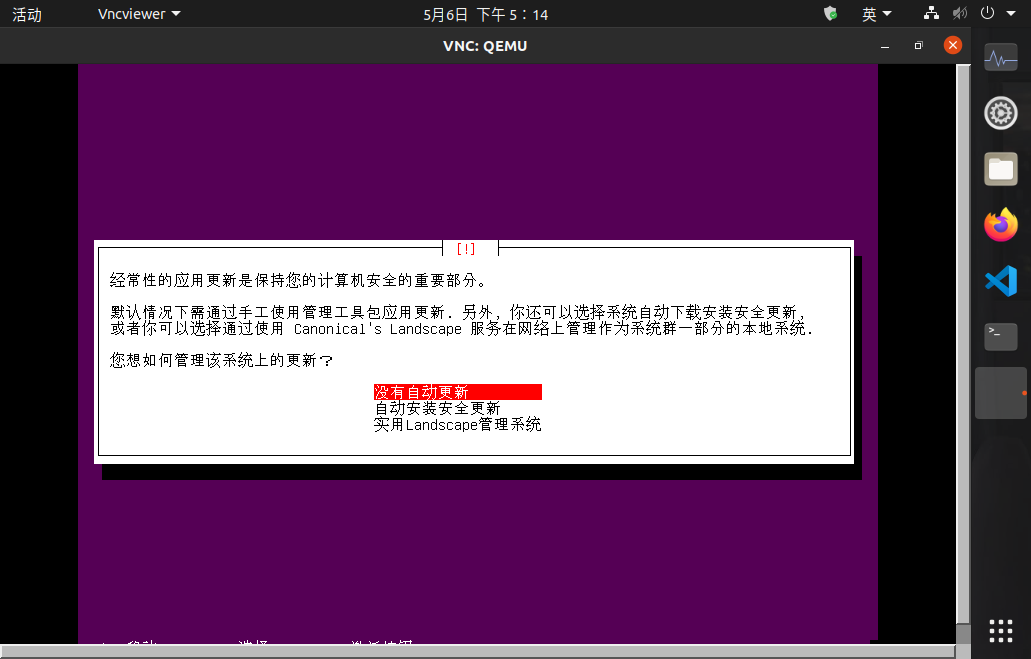 活动 Vncviewer 5月6日 下午 5：14 英
VNC: QEMU
[!]
经常性的应用更新是保持您的计算机安全的重要部分。
默认情况下需通过手工使用管理工具包应用更新. 另外, 你还可以选择系统自动下载安装安全更新,
或者你可以选择通过使用 Canonical's Landscape 服务在网络上管理作为系统群一部分的本地系统.
您想如何管理该系统上的更新？
没有自动更新
自动安装安全更新
实用Landscape管理系统